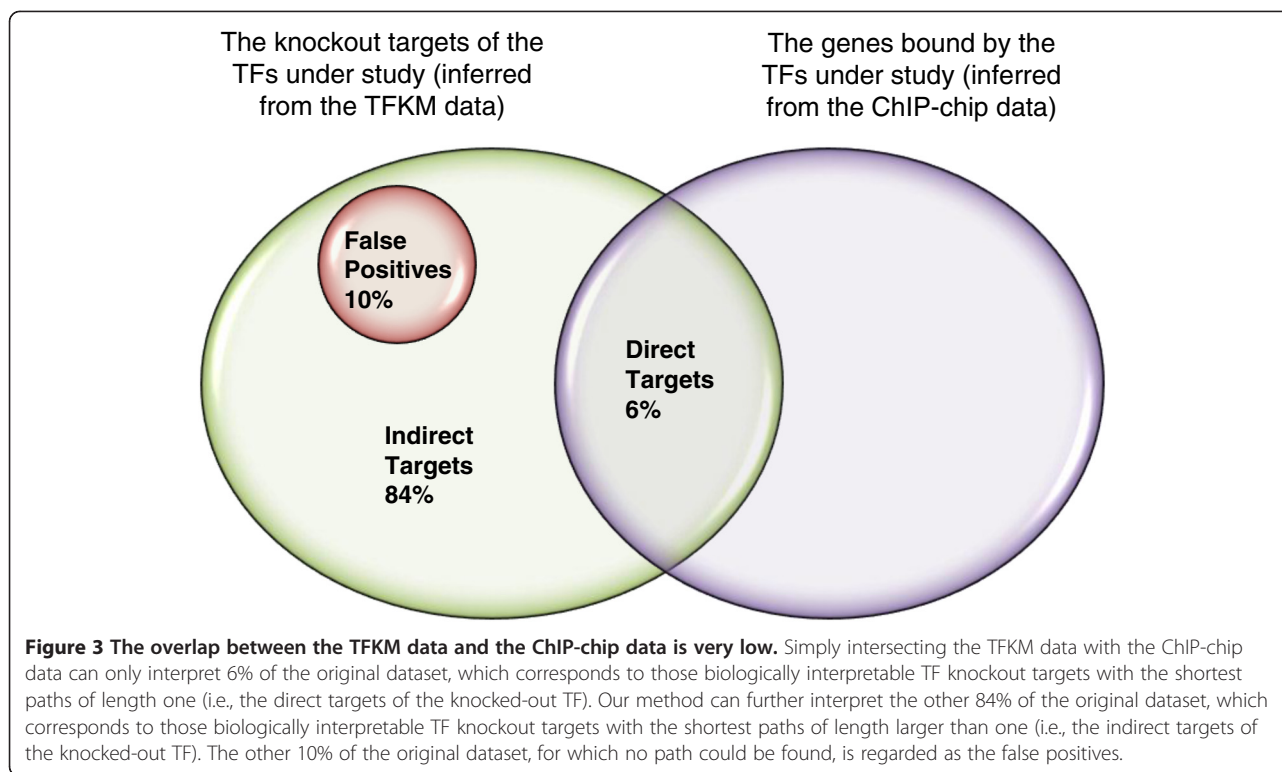 The knockout targets of the
TFs under study (inferred
from the TFKM data)
The genes bound by the
TFs under study (inferred
from the ChIP-chip data)
False
Positives
10%
Direct
Targets
6%
Indirect
Targets
84%
Figure 3 The overlap between the TFKM data and the ChIP-chip data is very low. Simply intersecting the TFKM data with the ChIP-chip
data can only interpret 6% of the original dataset, which corresponds to those biologically interpretable TF knockout targets with the shortest
paths of length one (i.e., the direct targets of the knocked-out TF). Our method can further interpret the other 84% of the original dataset, which
corresponds to those biologically interpretable TF knockout targets with the shortest paths of length larger than one (i.e., the indirect targets of
the knocked-out TF). The other 10% of the original dataset, for which no path could be found, is regarded as the false positives.